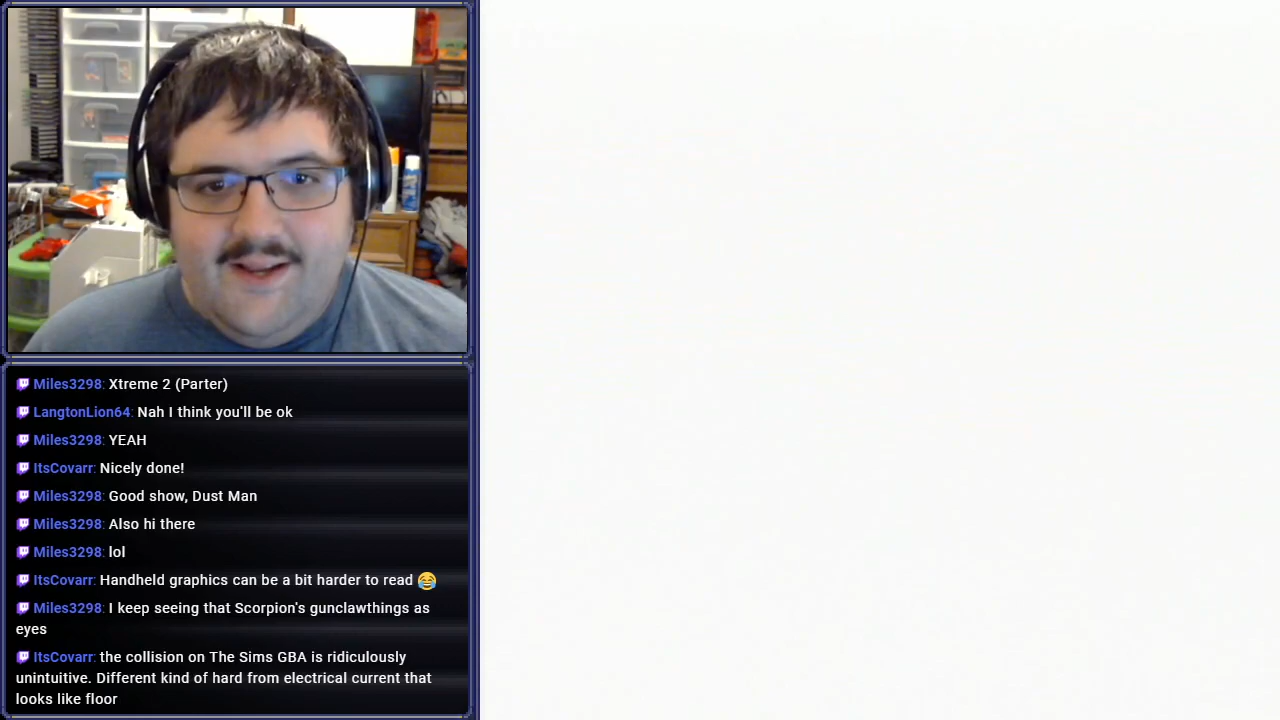 Miles3298: Xtreme 2 (Parter)
LangtonLion64: Nah I think you'll be ok
Miles3298: YEAH
ItsCovarr: Nicely done!
Miles3298: Good show, Dust Man
Miles3298: Also hi there
Miles3298: lol
ItsCovarr: Handheld graphics can be a bit harder to read 😂
Miles3298: I keep seeing that Scorpion's gunclawthings as
eyes
ItsCovarr: the collision on The Sims GBA is ridiculously
unintuitive. Different kind of hard from electrical current that
looks like floor